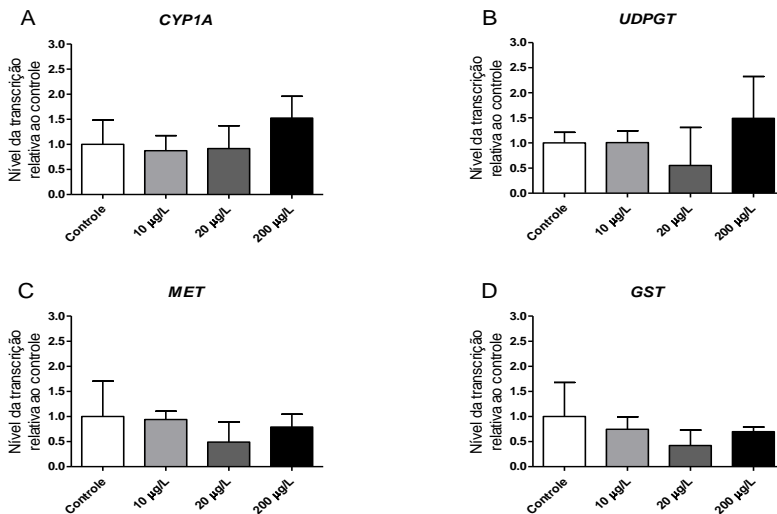 A
CYP1A
Nível da transcrição
relativa ao controle
3.0
2.5
2.0
1.5
1.0
0.5
0.0
Controle
10 µg/L
20 µg/L
200 µg/L
B
UDPGT
Nível da transcrição
relativa ao controle
3.0
2.5
2.0
1.5
1.0
0.5
0.0
Controle
10 µg/L
20 µg/L
200 µg/L
C
MET
Nível da transcrição
relativa ao controle
3.0
2.5
2.0
1.5
1.0
0.5
0.0
Controle
10 µg/L
20 µg/L
200 µg/L
D
GST
Nível da transcrição
relativa ao controle
3.0
2.5
2.0
1.5
1.0
0.5
0.0
Controle
10 µg/L
20 µg/L
200 µg/L